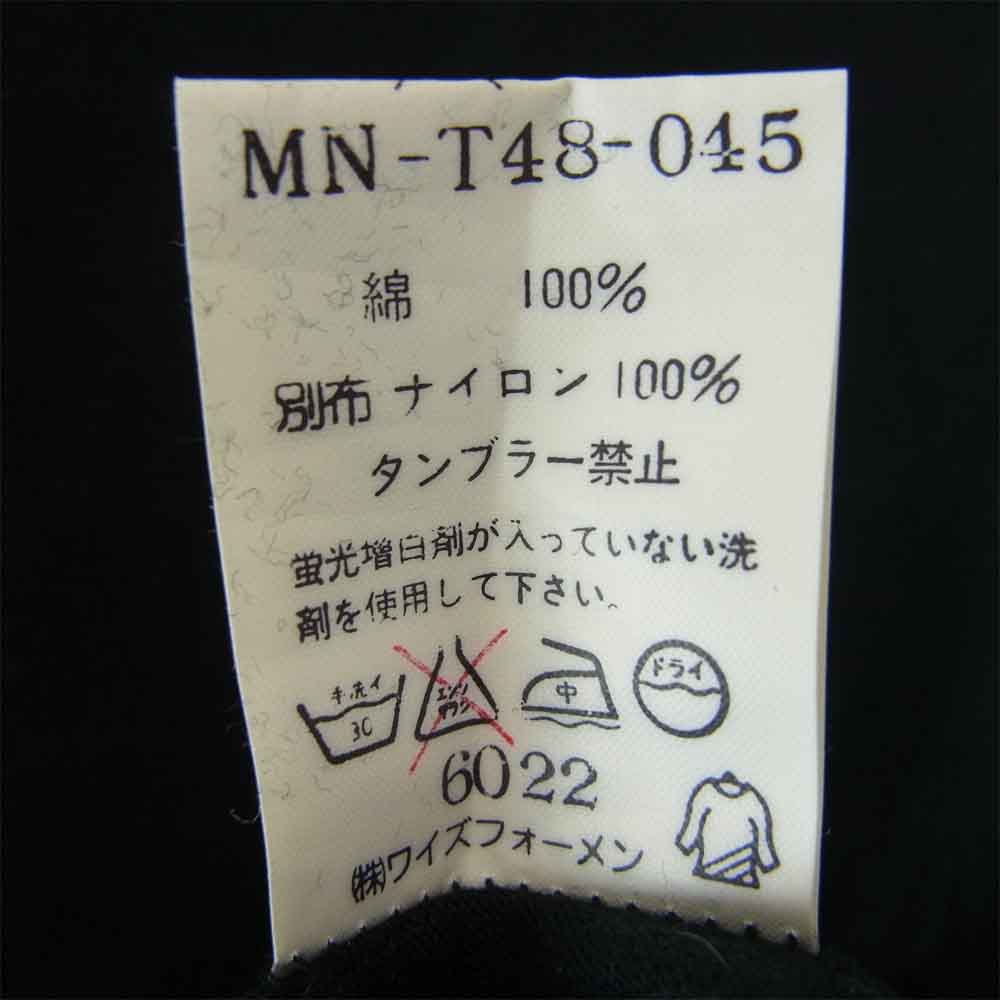 MN-T48-045
綿 100%
別布 ナイロン 100%
タンブラー禁止
蛍光増白剤が入っていない洗
剤を使用して下さい。
手洗イ
30
エンソ
サラシ
中
ドライ
6022
(株)ワイズフォーメン